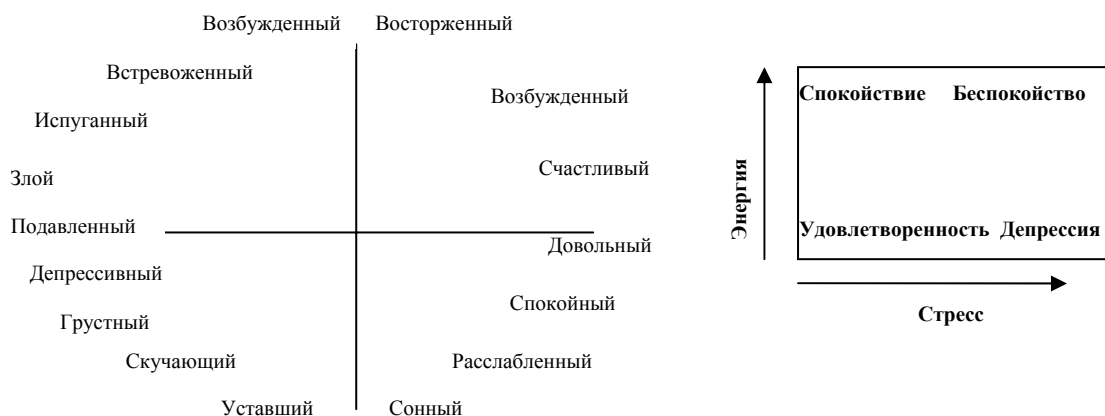 Возбужденный Восторженный
Встревоженный
Возбужденный
Испуганный
Счастливый
Злой
Подавленный
Довольный
Депрессивный
Спокойный
Грустный
Скучающий
Расслабленный
Уставший Сонный
Энергия
Спокойствие Беспокойство
Удовлетворенность Депрессия
Стресс